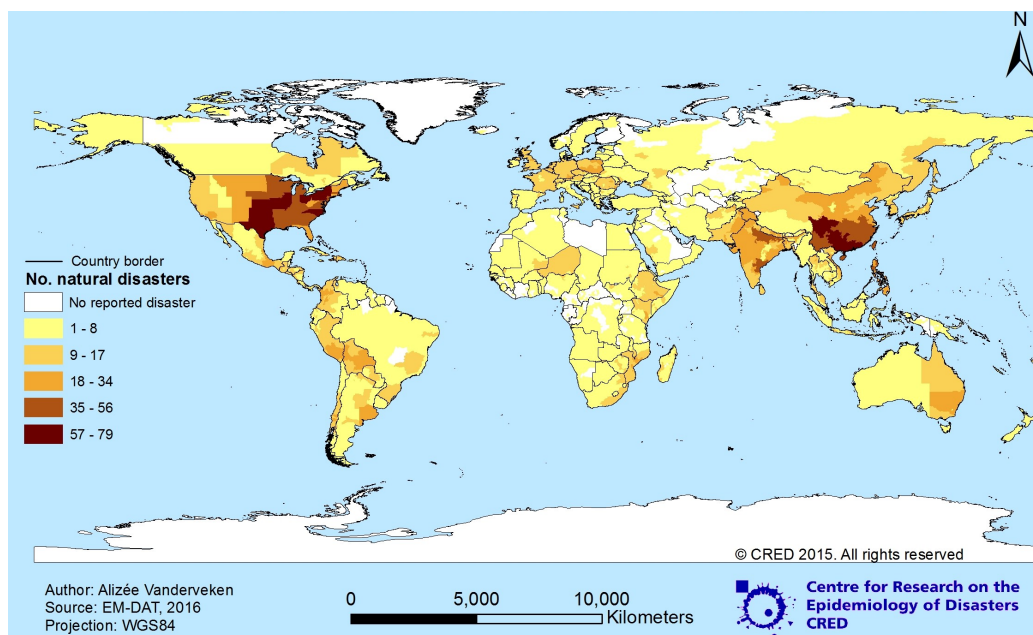 N
Country border
No. natural disasters
No reported disaster
1 - 8
9 - 17
18 - 34
35 - 56
57 - 79
© CRED 2015. All rights reserved
Author: Alizée Vanderveken
Source: EM-DAT, 2016
Projection: WGS84
0 5,000 10,000
Kilometers
Centre for Research on the
Epidemiology of Disasters
CRED